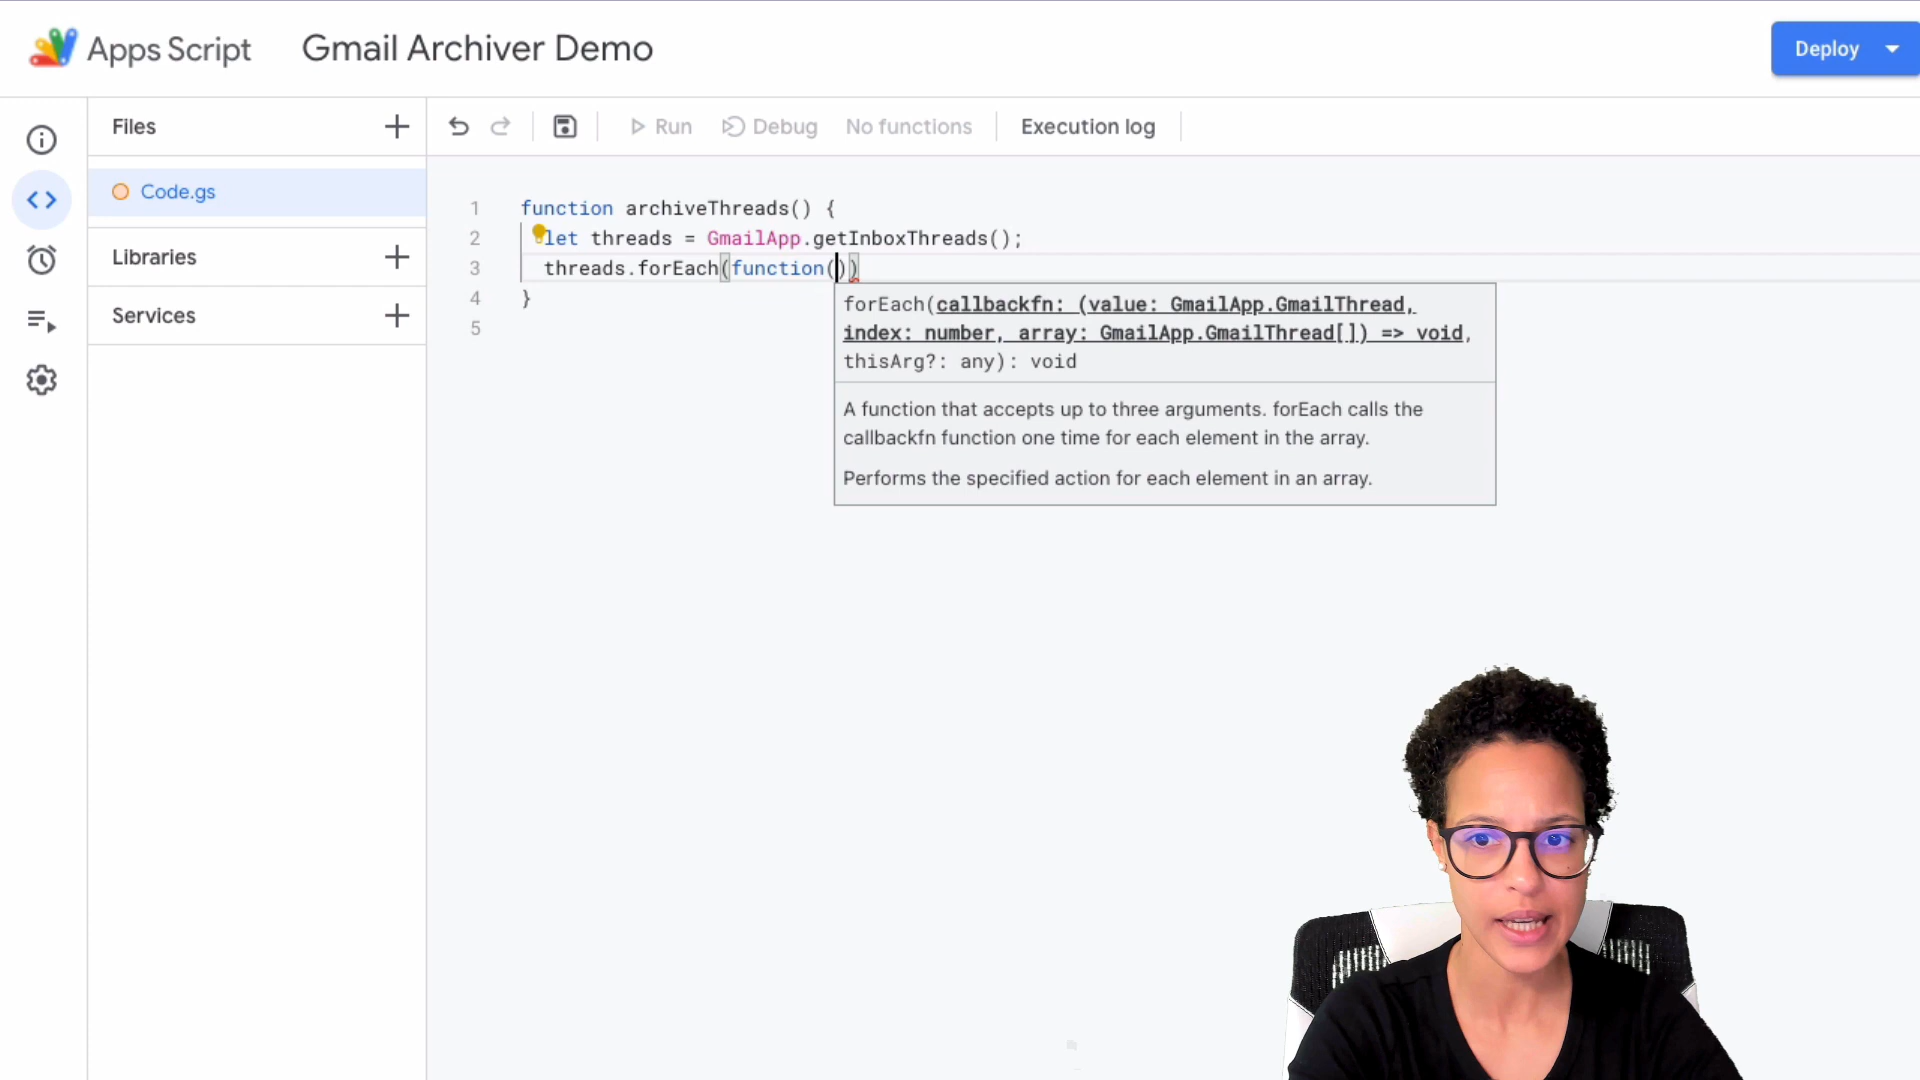 Apps Script
Gmail Archiver Demo
Deploy
Files
Run
Debug
No functions
Execution log
Code.gs
Libraries
Services
1 function archiveThreads() {
2 let threads = GmailApp.getInboxThreads();
3 threads.forEach(function())
4 }
5
forEach(callbackfn: (value: GmailApp.GmailThread,
index: number, array: GmailApp.GmailThread[]) => void,
thisArg?: any): void
A function that accepts up to three arguments. forEach calls the
callbackfn function one time for each element in the array.
Performs the specified action for each element in an array.